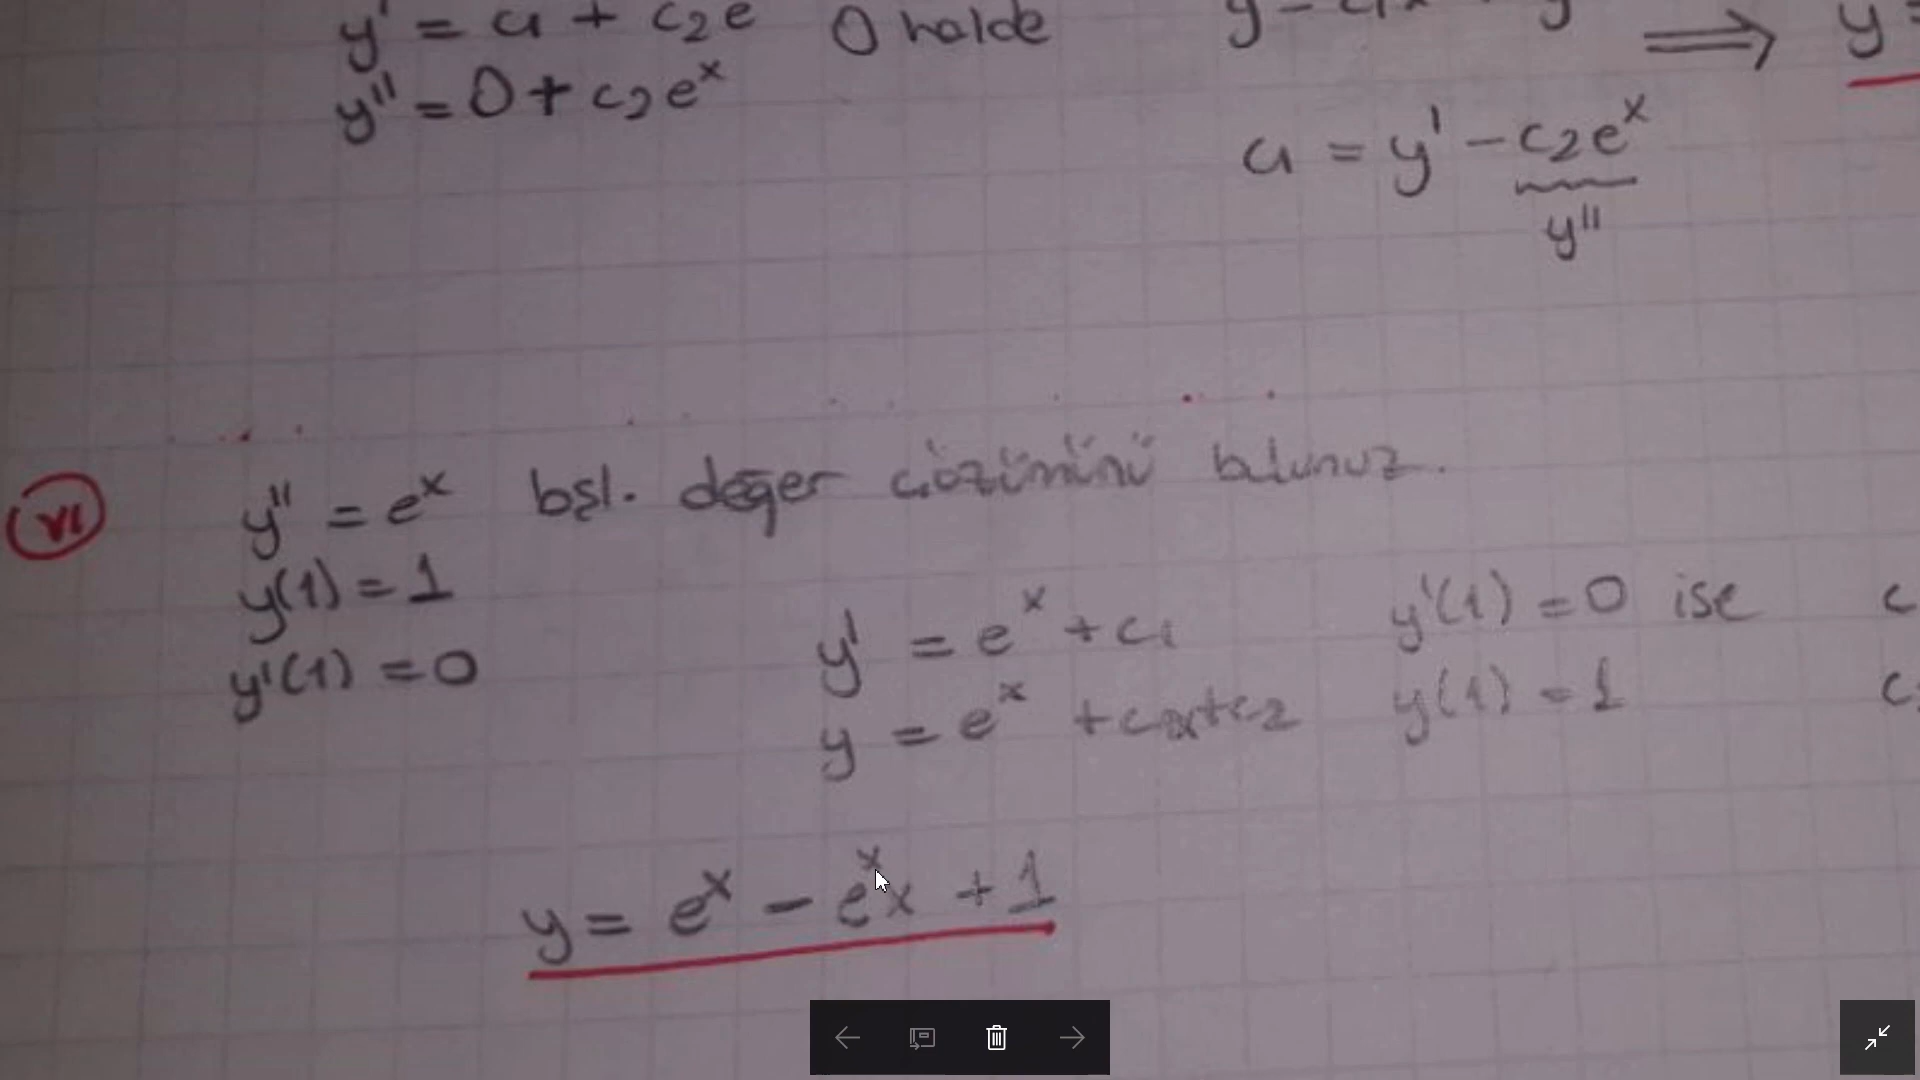 y' = c1 + c2e O halde
y'' = 0 + c2e^x
c1 = y' - c2e^x
y''
VI
y'' = e^x bşl. değer çözümünü bulunuz.
y(1) = 1
y'(1) = 0
y' = e^x + c1 y'(1) = 0 ise
y = e^x + c1x + c2 y(1) = 1
y = e^x - e^x x + 1